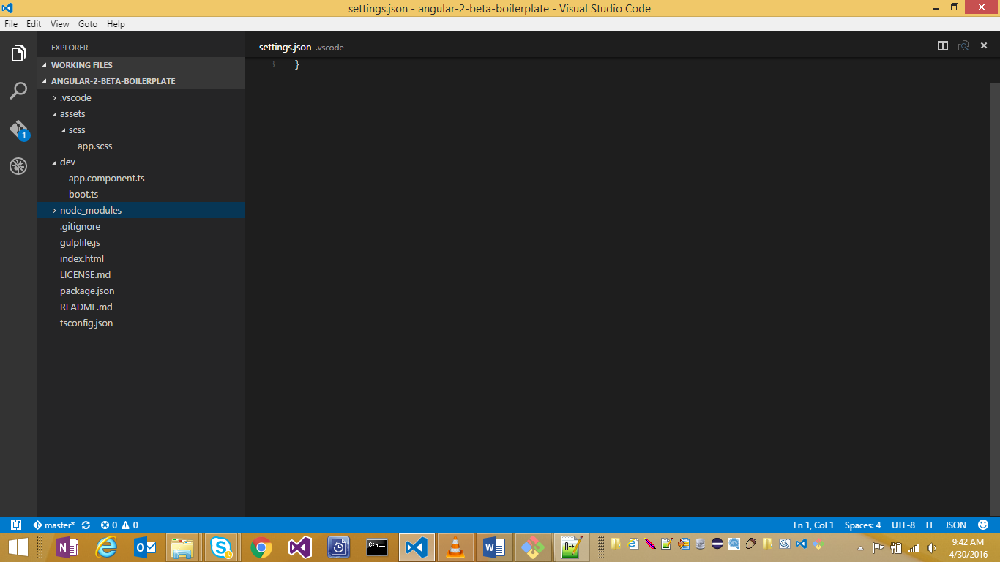 settings.json - angular-2-beta-boilerplate - Visual Studio Code
File Edit View Goto Help
EXPLORER
WORKING FILES
ANGULAR-2-BETA-BOILERPLATE
.vscode
assets
scss
app.scss
dev
app.component.ts
boot.ts
node_modules
.gitignore
gulpfile.js
index.html
LICENSE.md
package.json
README.md
tsconfig.json
settings.json .vscode
3 }
1
master* 0 0 Ln 1, Col 1 Spaces: 4 UTF-8 LF JSON
9:42 AM
4/30/2016